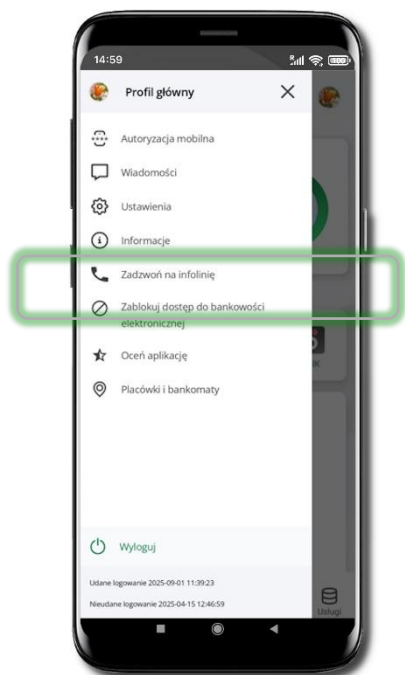 14:59
Profil główny
Autoryzacja mobilna
Wiadomości
Ustawienia
Informacje
Zadzwoń na infolinię
Zablokuj dostęp do bankowości
elektronicznej
Oceń aplikację
Placówki i bankomaty
Wyloguj
Udane logowanie 2025-09-01 11:39:23
Nieudane logowanie 2025-04-15 12:46:59
Usługi